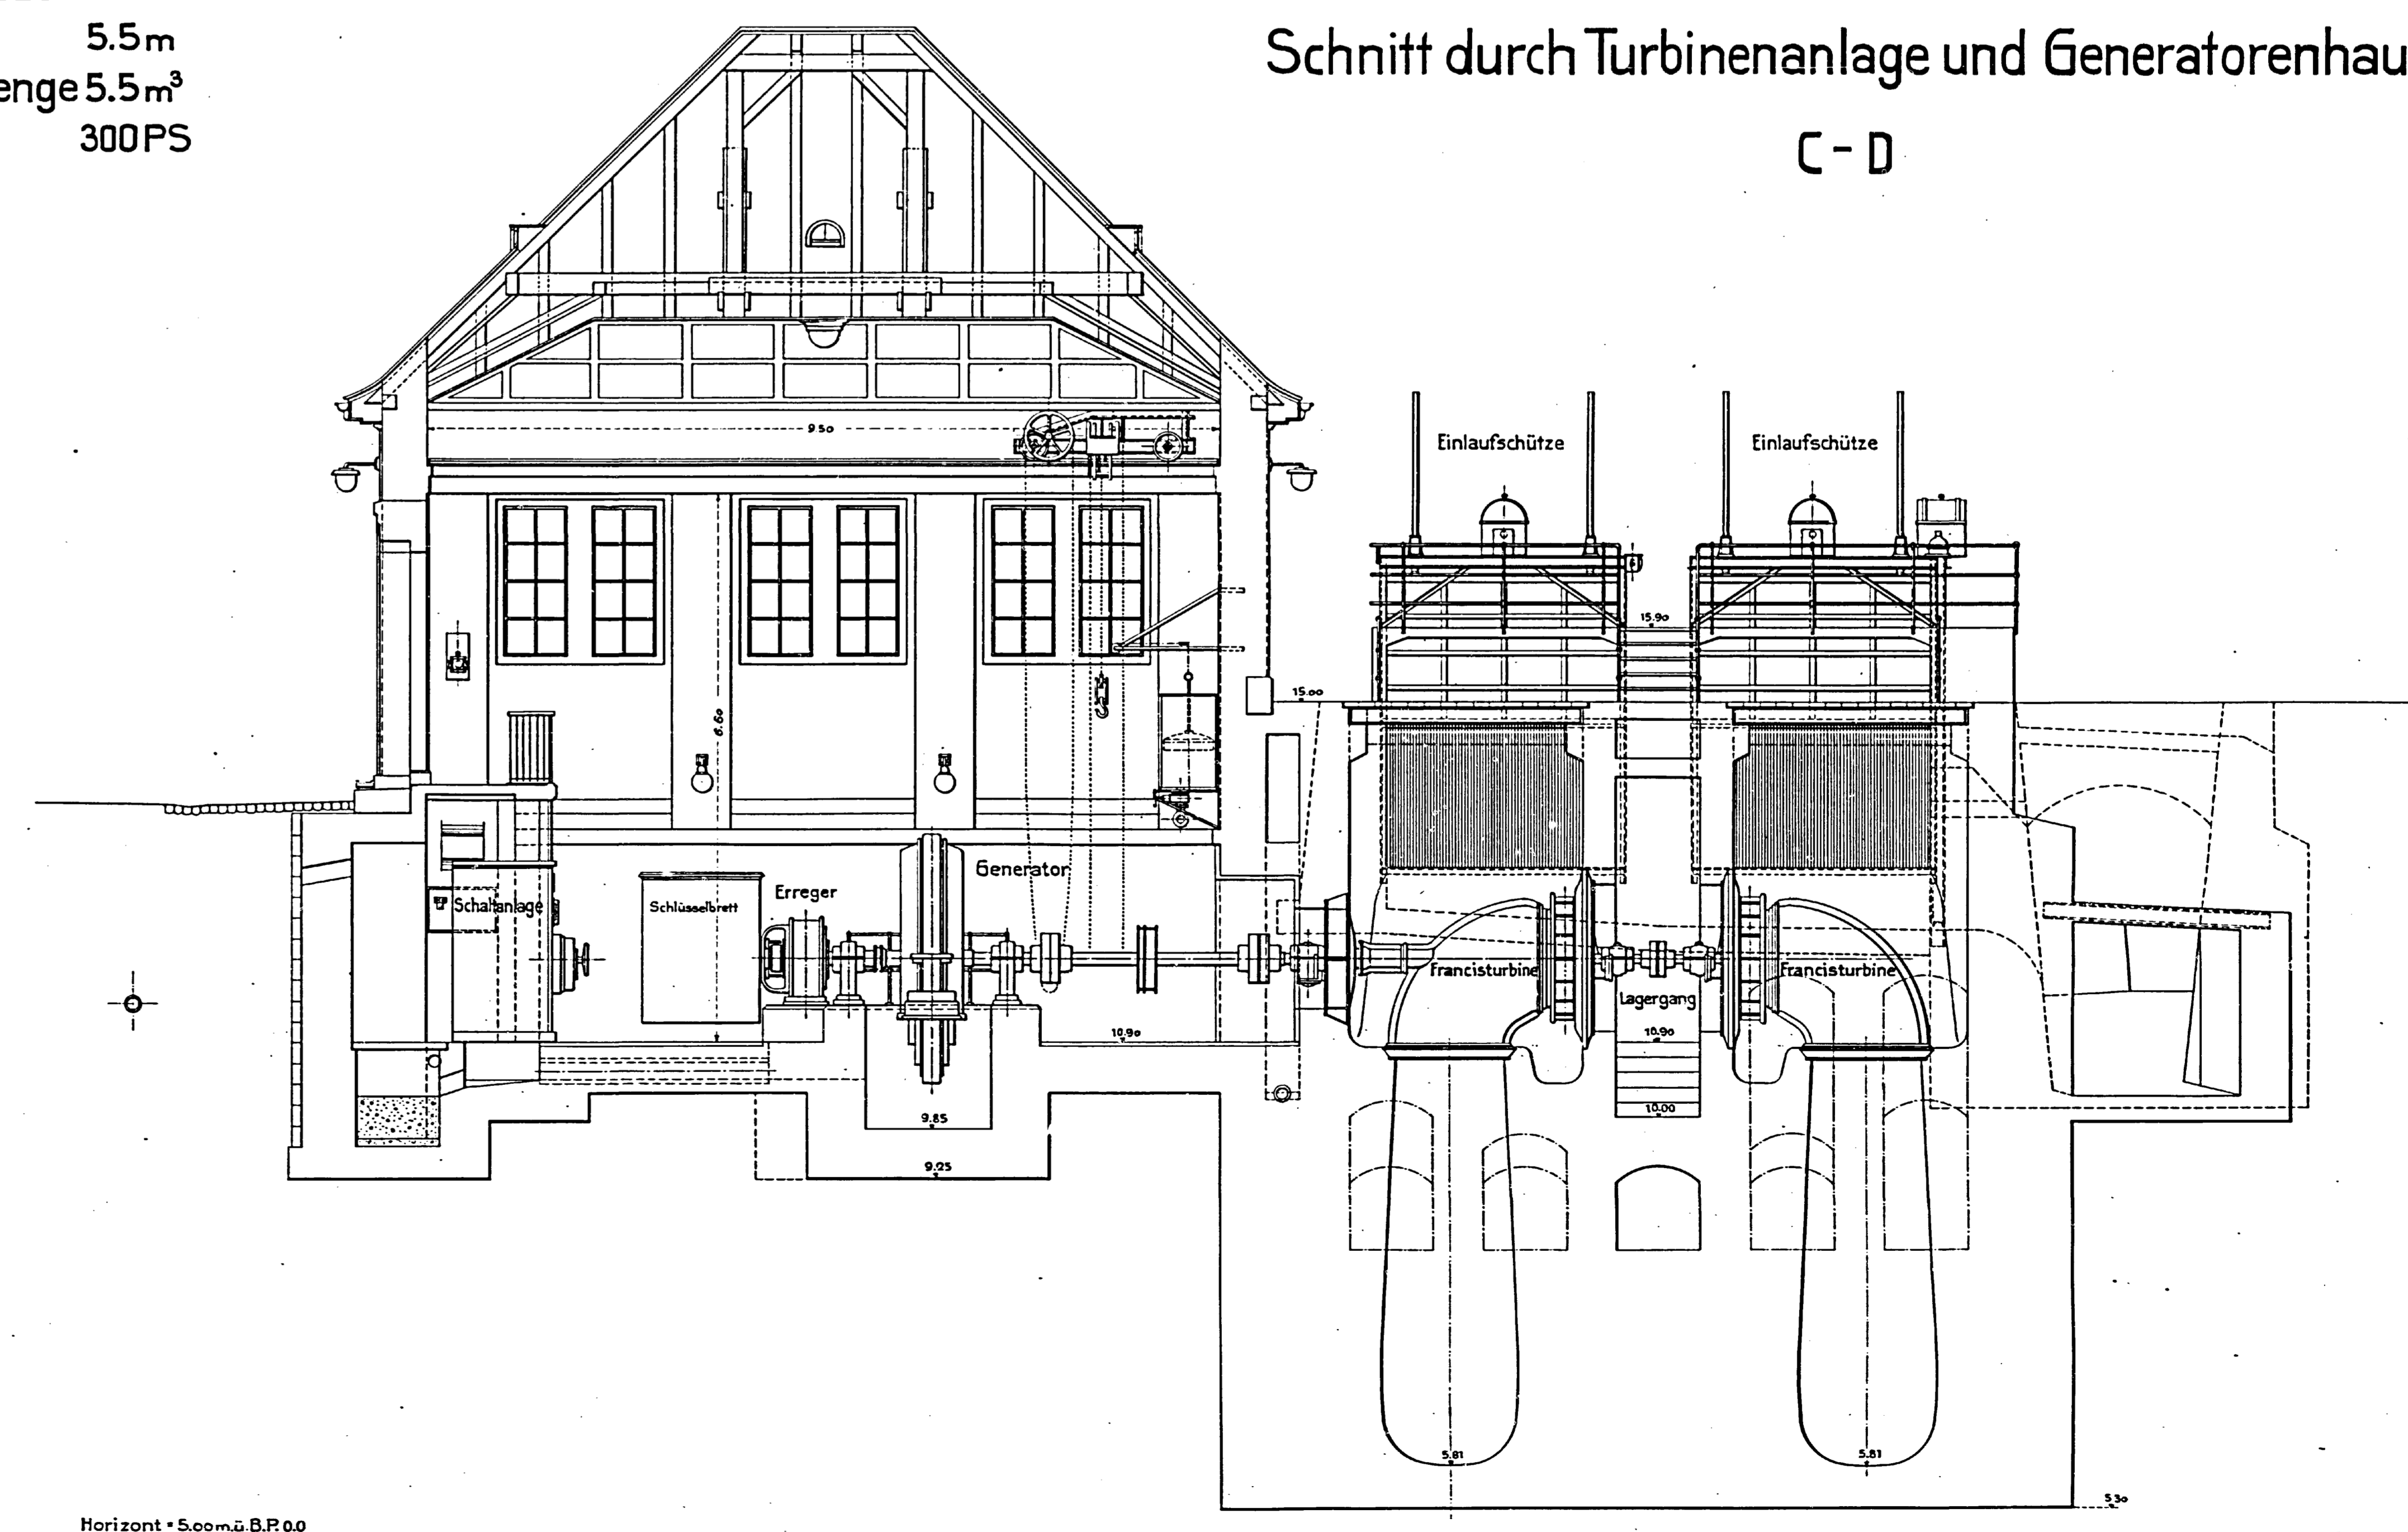 5.5m
enge 5.5m³
300PS
Schnitt durch Turbinenanlage und Generatorenhau
C - D
9.50
Einlaufschütze
Einlaufschütze
15.90
15.00
6.60
Generator
Erreger
Schaltanlage
Schlüsselbrett
Francisturbine
Francisturbine
Lagergang
10.90
10.90
10.00
9.85
9.25
5.81
5.81
5.30
Horizont = 5.00 m.ü.B.P. 0.0